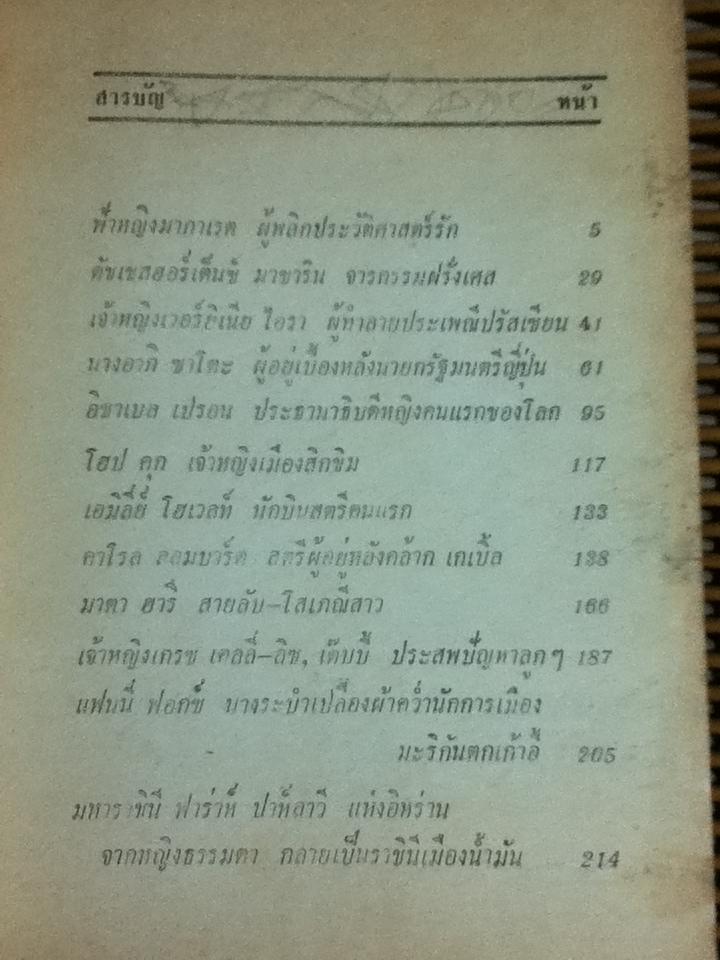 สารบัญ หน้า
ฟ้าหญิงมากาเรต ผู้พลิกประวัติศาสตร์รัก 5
ดัชเชสฮอร์เต็นช์ มาซาริน จารกรรมฝรั่งเศส 29
เจ้าหญิงเวอร์ยิเนีย ไอรา ผู้ทำลายประเพณีปรัสเซียน 41
นางอากิ ซาโตะ ผู้อยู่เบื้องหลังนายกรัฐมนตรีญี่ปุ่น 61
อิซาเบล เปรอน ประธานาธิบดีหญิงคนแรกของโลก 95
โฮป คุก เจ้าหญิงเมืองสิกขิม 117
เอมิลี่ย์ โฮเวลท์ นักบินสตรีคนแรก 133
คาโรล ลอมบาร์ด สตรีผู้อยู่หลังคล้าก เกเบิ้ล 138
มาตา ฮารี สายลับ–โสเภณีสาว 166
เจ้าหญิงเกรซ เคลลี่–ลิซ, เด๊บบี้ ประสพปัญหาลูกๆ 187
แฟนนี่ ฟอกซ์ นางระบำเปลื้องผ้าคว่ำนักการเมือง
มะริกันตกเก้าอี้ 205
มหาราชินี ฟาร่าห์ ปาห์ลาวี แห่งอิหร่าน
จากหญิงธรรมดา กลายเป็นราชินีเมืองน้ำมัน 214